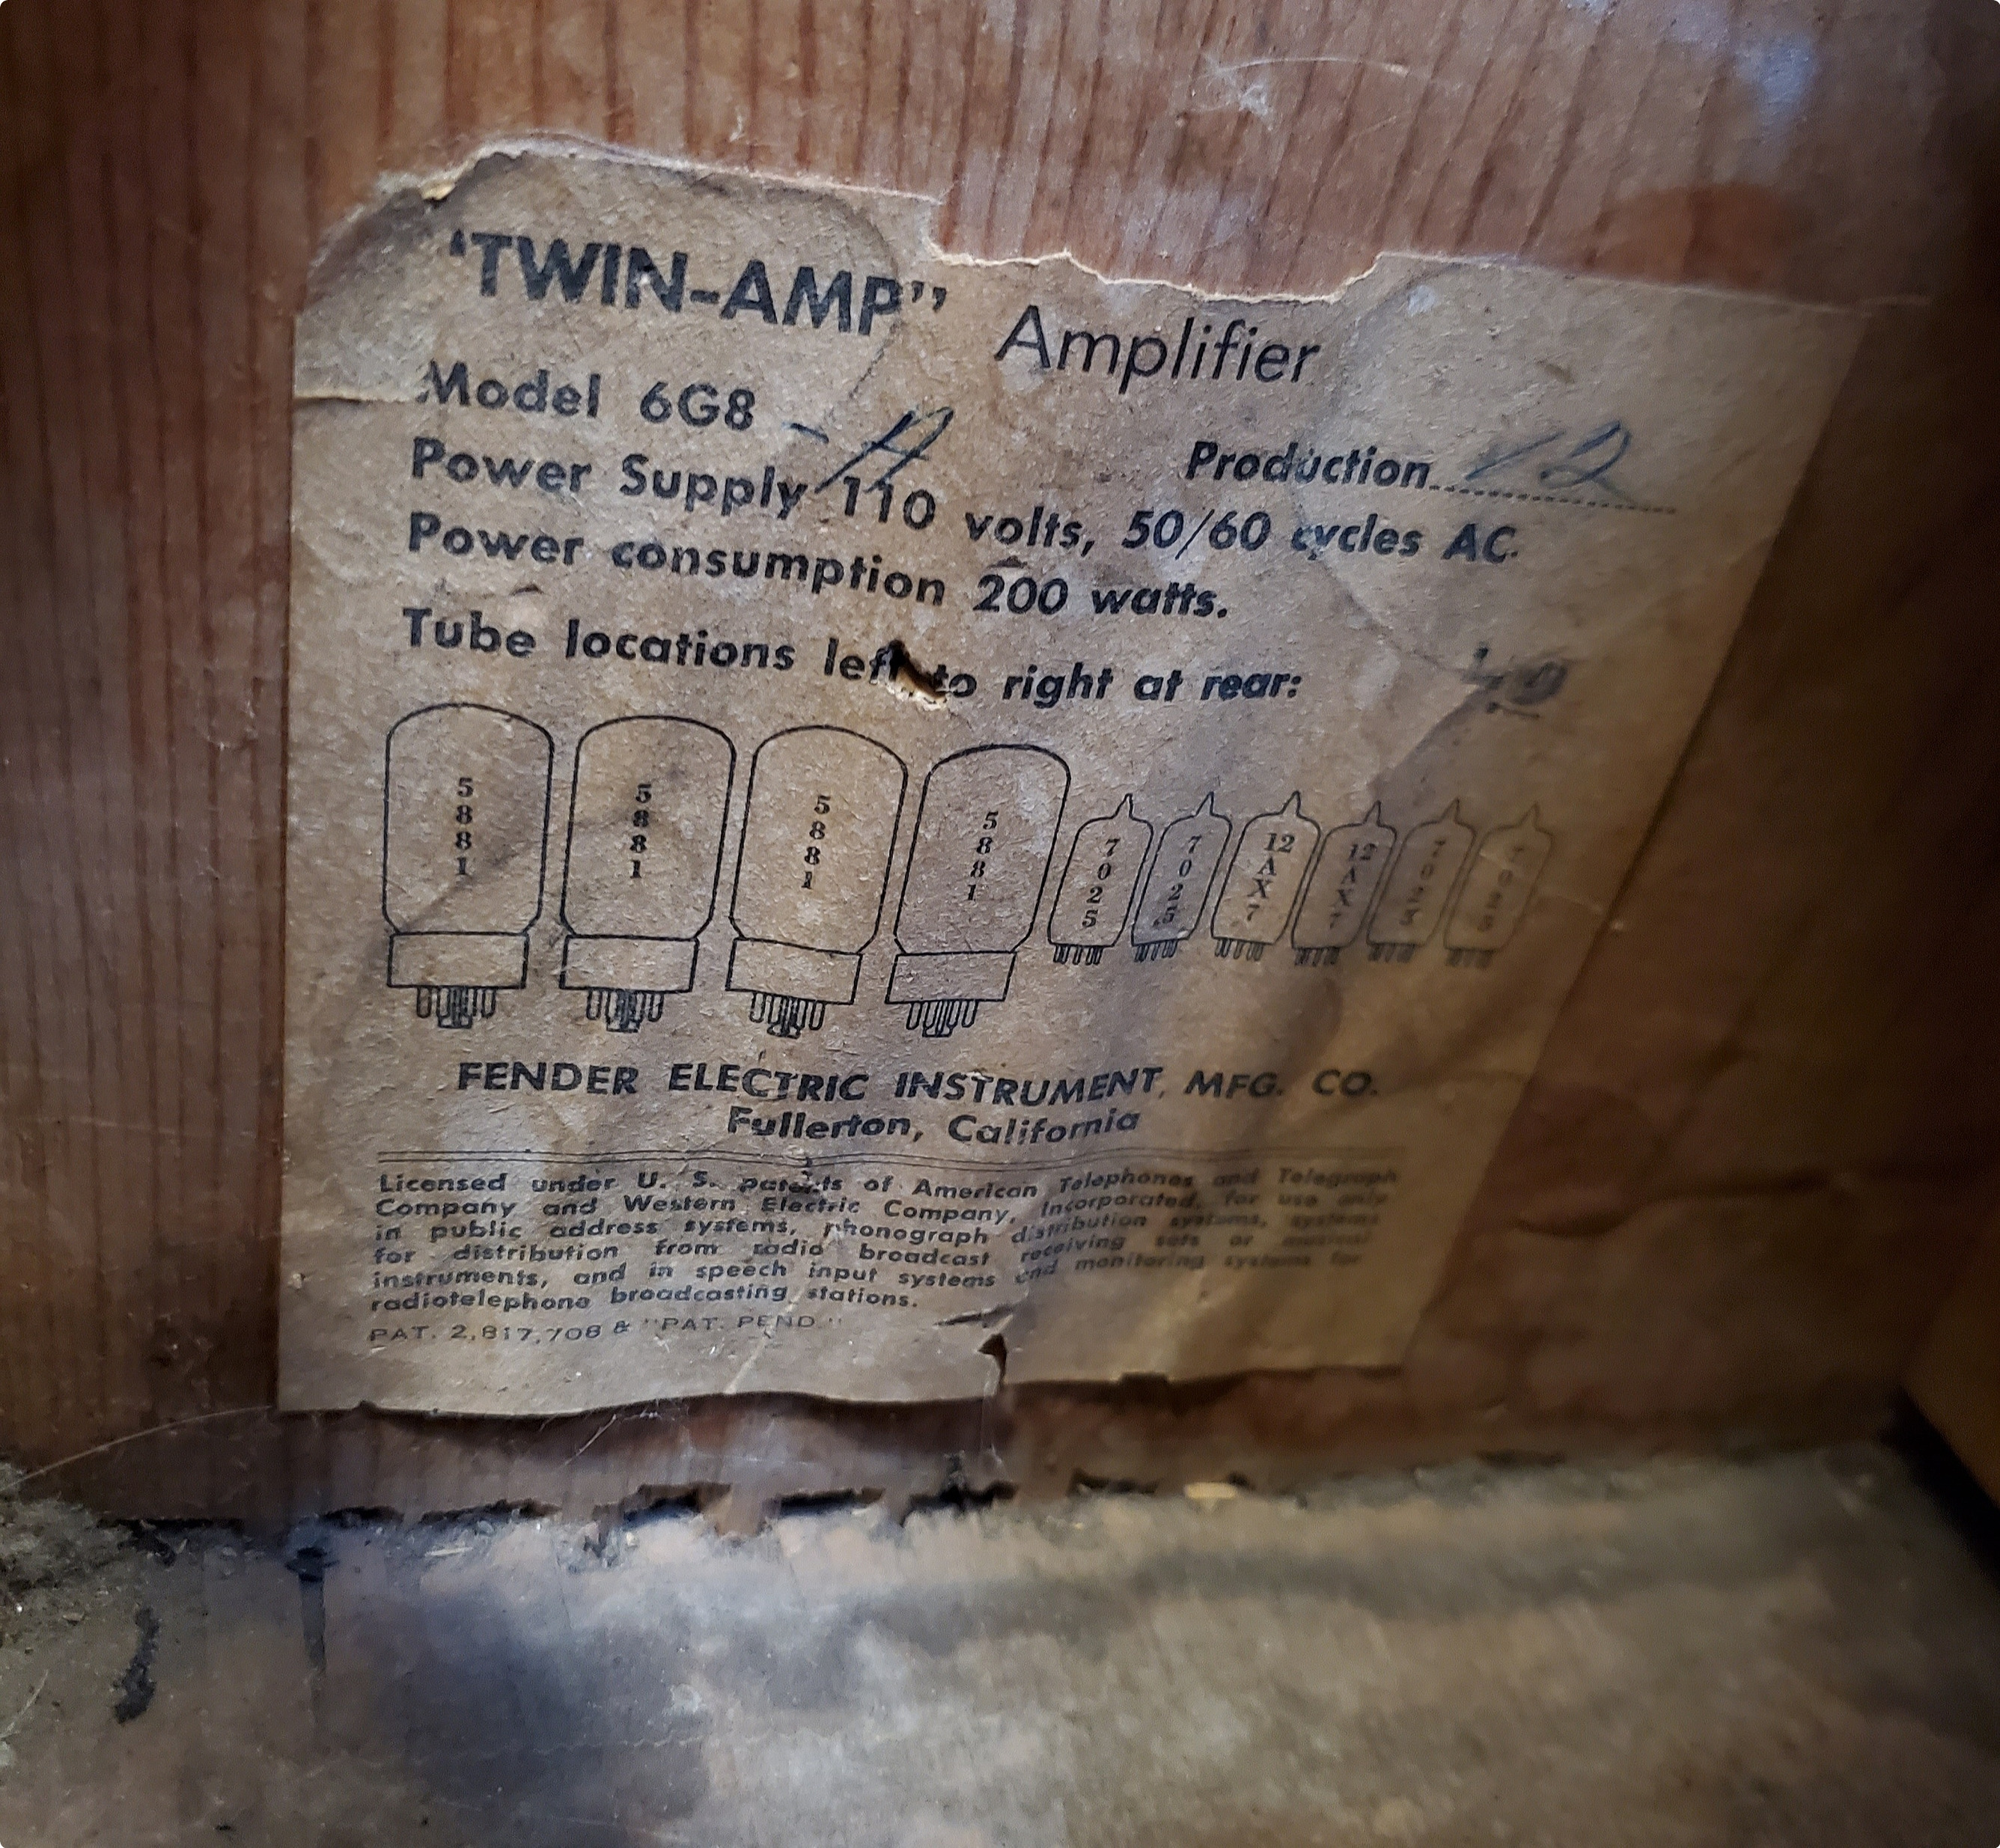 'TWIN-AMP" Amplifier
Model 6G8 - A
Production 12
Power Supply 110 volts, 50/60 cycles AC.
Power consumption 200 watts.
Tube locations left to right at rear:
5881 5881 5881 5881 7025 7025 12AX7 12AX7 7025 7025
FENDER ELECTRIC INSTRUMENT, MFG. CO.
Fullerton, California
Licensed under U. S. patents of American Telephones and Telegraph
Company and Western Electric Company, Incorporated, for use only
in public address systems, phonograph distribution systems, systems
for distribution from radio broadcast receiving sets or musical
instruments, and in speech input systems and monitoring systems for
radiotelephone broadcasting stations.
PAT. 2,817,708 & "PAT. PEND."